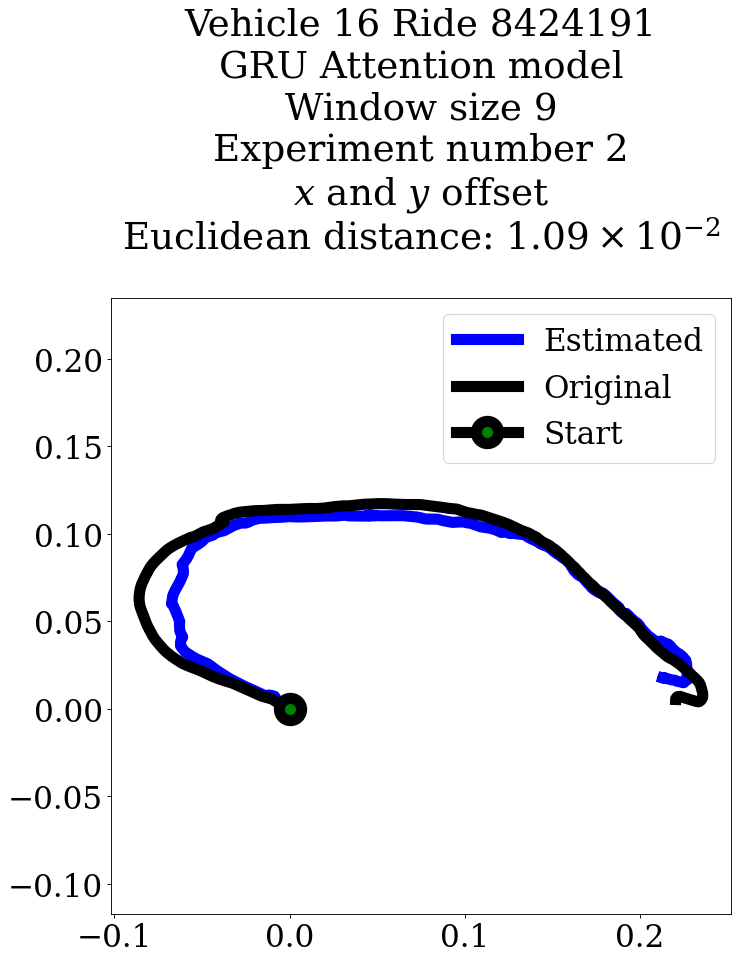 Vehicle 16 Ride 8424191
GRU Attention model
Window size 9
Experiment number 2
x and y offset
Euclidean distance: 1.09 × 10⁻²
Estimated
Original
Start
0.20
0.15
0.10
0.05
0.00
−0.05
−0.10
−0.1 0.0 0.1 0.2